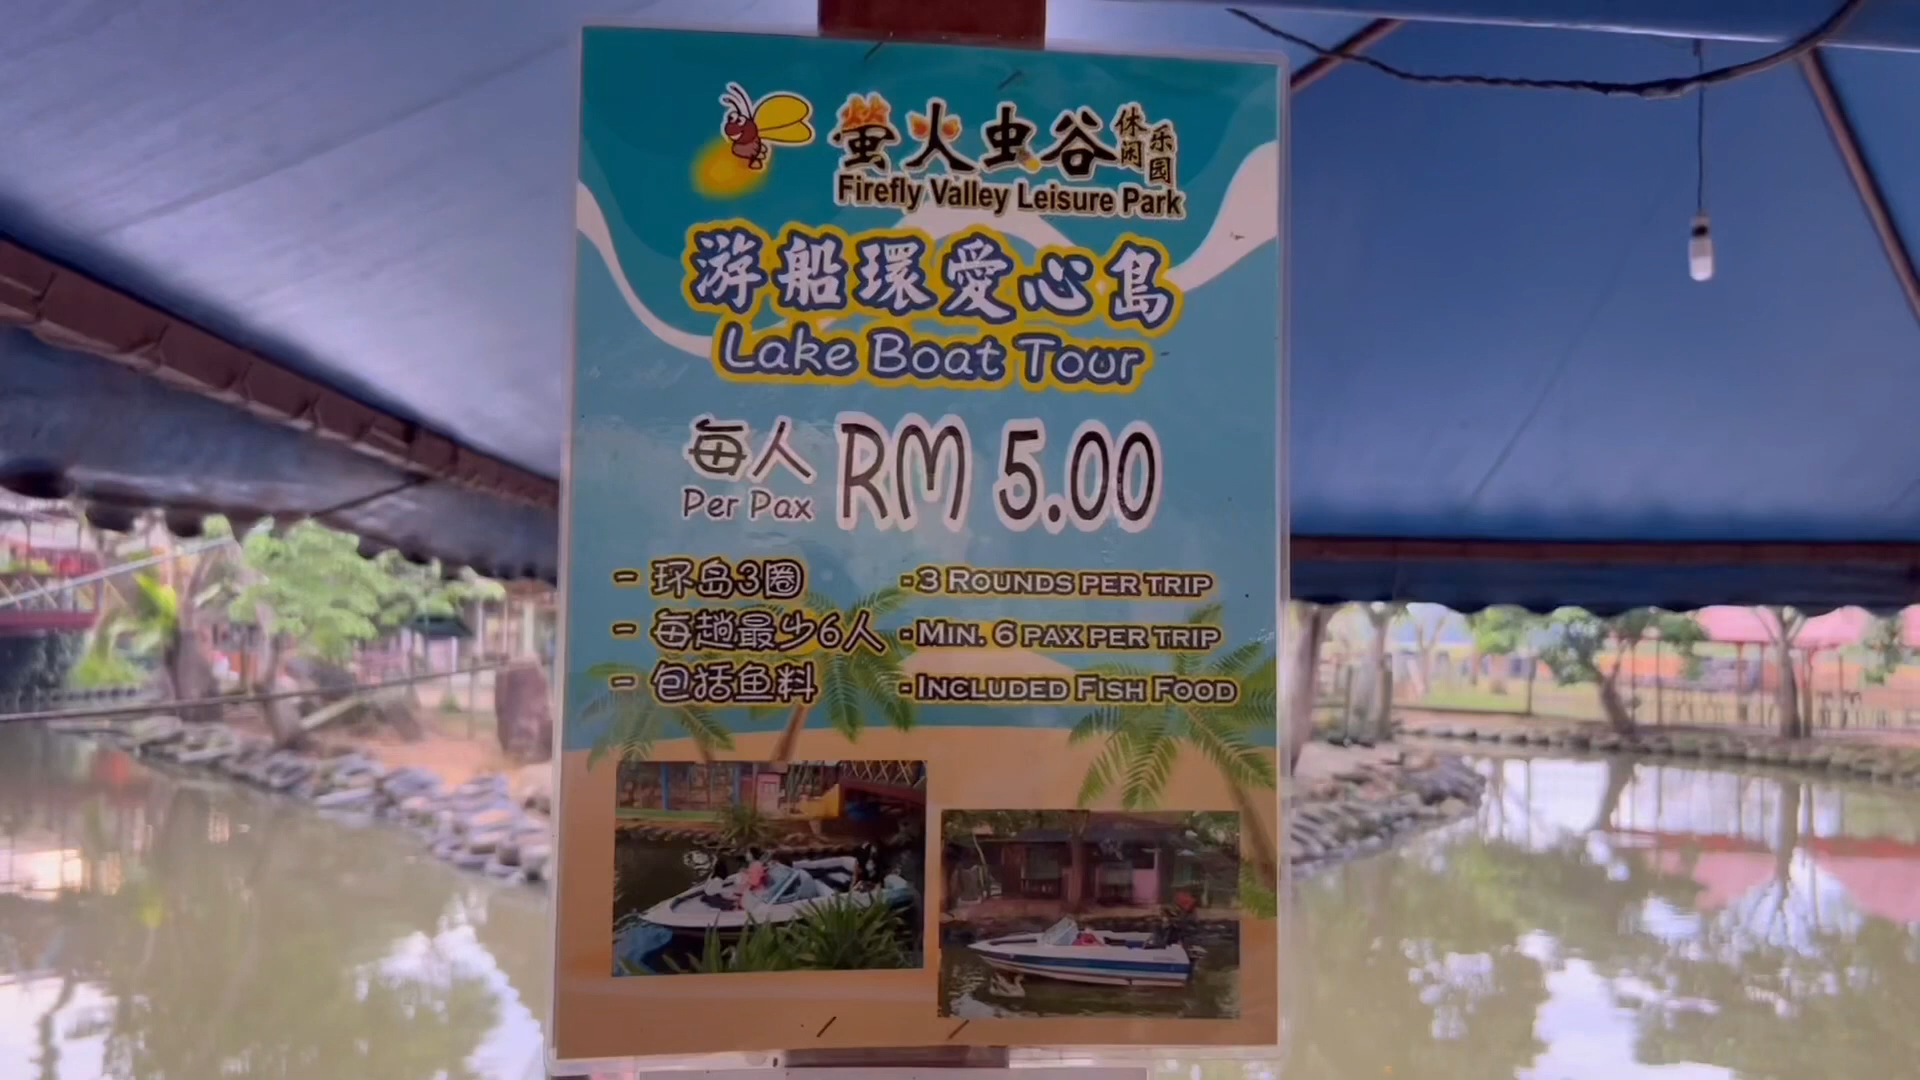 萤火虫谷 休闲乐园
Firefly Valley Leisure Park
游船環愛心島
Lake Boat Tour
每人 RM 5.00
Per Pax
- 环岛3圈 - 3 ROUNDS PER TRIP
- 每趟最少6人 - MIN. 6 PAX PER TRIP
- 包括鱼料 - INCLUDED FISH FOOD